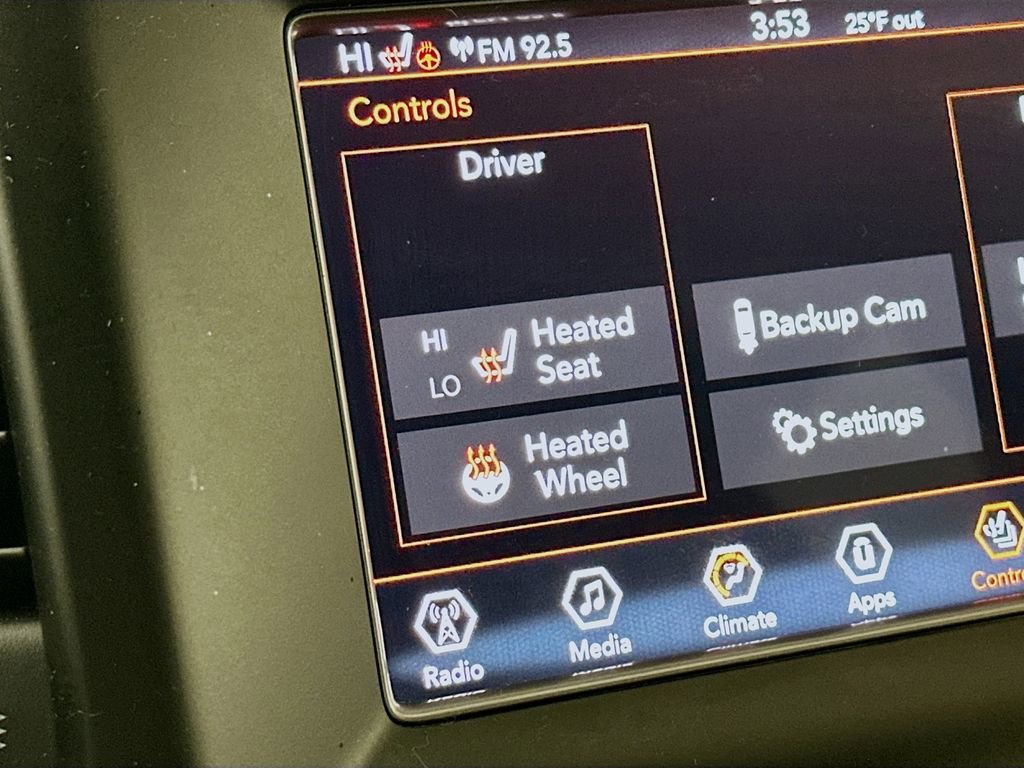 HI FM 92.5 3:53 25°F out
Controls
Driver
HI
LO
Heated
Seat
Backup Cam
Heated
Wheel
Settings
Radio
Media
Climate
Apps